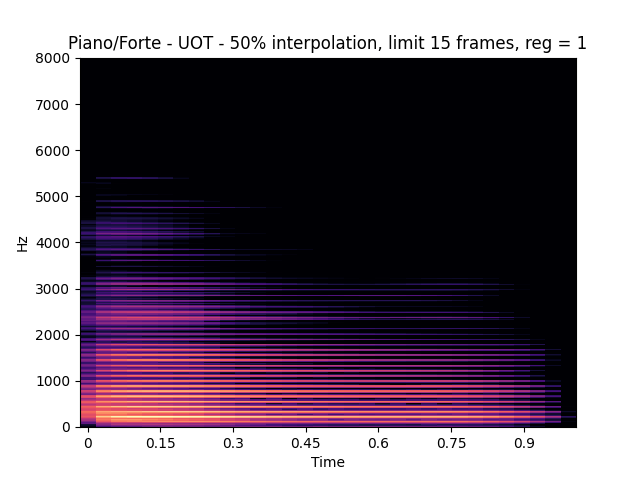 Piano/Forte - UOT - 50% interpolation, limit 15 frames, reg = 1
8000
7000
6000
5000
4000
3000
2000
1000
0
Hz
0 0.15 0.3 0.45 0.6 0.75 0.9
Time